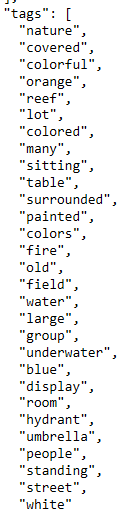 "tags": [
"nature",
"covered",
"colorful",
"orange",
"reef",
"lot",
"colored",
"many",
"sitting",
"table",
"surrounded",
"painted",
"colors",
"fire",
"old",
"field",
"water",
"large",
"group",
"underwater",
"blue",
"display",
"room",
"hydrant",
"umbrella",
"people",
"standing",
"street",
"white"